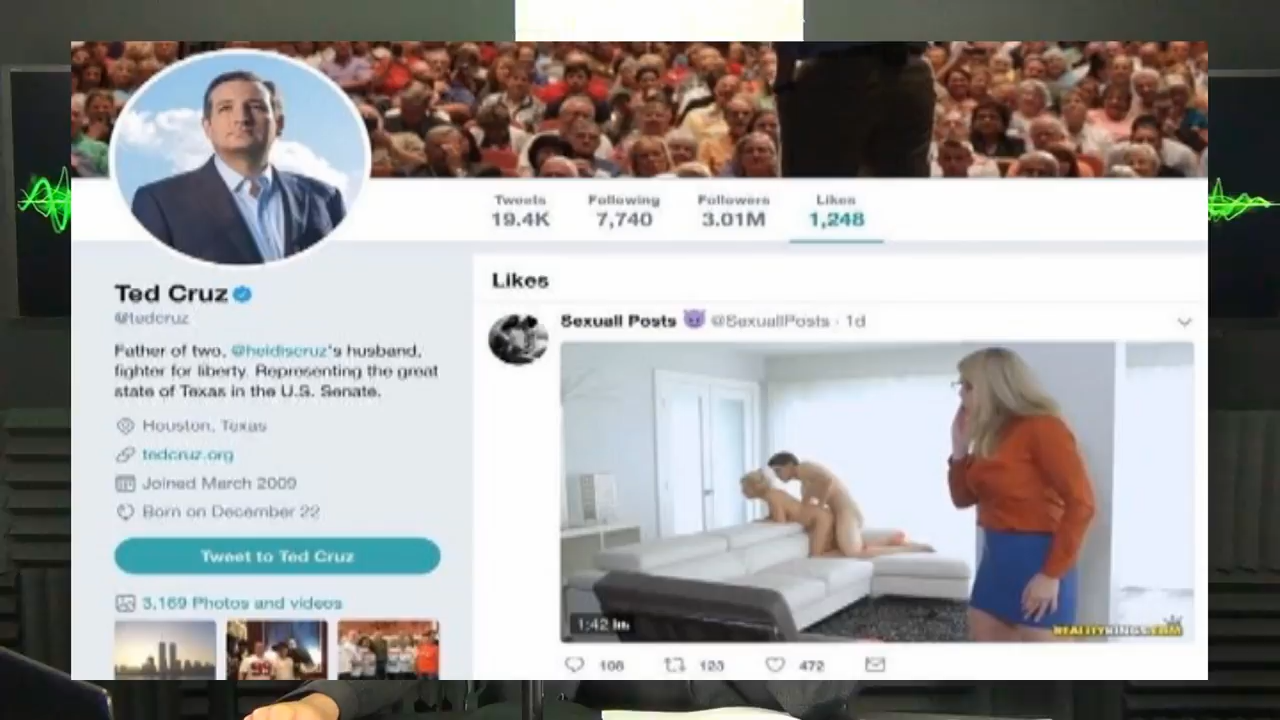 Tweets Following Followers Likes
19.4K 7,740 3.01M 1,248
Ted Cruz
@tedcruz
Father of two, @heidiscruz's husband,
fighter for liberty. Representing the great
state of Texas in the U.S. Senate.
Houston, Texas
tedcruz.org
Joined March 2009
Born on December 22
Tweet to Ted Cruz
3,169 Photos and videos
99
Likes
Sexuall Posts 😈 @SexuallPosts · 1d
1:42
REALITYKINGS.COM
108 123 472